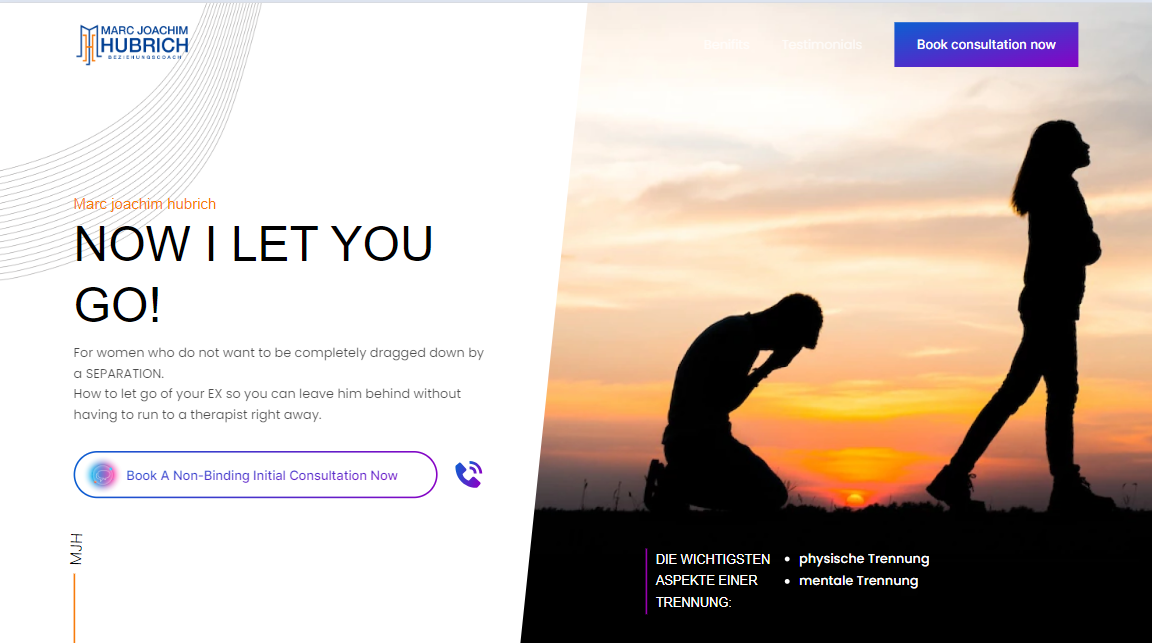 MARC JOACHIM
HUBRICH
BEZIEHUNGSCOACH
Benifits
Testimonials
Book consultation now
Marc joachim hubrich
NOW I LET YOU
GO!
For women who do not want to be completely dragged down by
a SEPARATION.
How to let go of your EX so you can leave him behind without
having to run to a therapist right away.
Book A Non-Binding Initial Consultation Now
MJH
DIE WICHTIGSTEN
ASPEKTE EINER
TRENNUNG:
• physische Trennung
• mentale Trennung